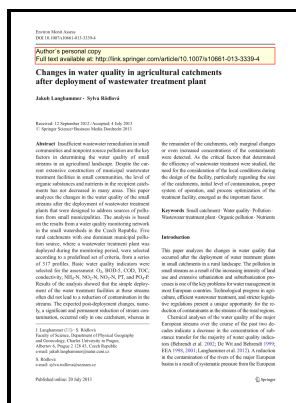 Environ Monit Assess
DOI 10.1007/s10661-013-3339-4
Author's personal copy
Full text available at: http://link.springer.com/article/10.1007/s10661-013-3339-4
Changes in water quality in agricultural catchments
after deployment of wastewater treatment plant
Jakub Langhammer · Sylva Rödlová
Received: 12 September 2012 / Accepted: 4 July 2013
© Springer Science+Business Media Dordrecht 2013
Abstract Insufficient wastewater remediation in small
communities and nonpoint source pollution are the key
factors in determining the water quality of small
streams in an agricultural landscape. Despite the cur-
rent extensive construction of municipal wastewater
treatment facilities in small communities, the level of
organic substances and nutrients in the recipient catch-
ments has not decreased in many areas. This paper
analyzes the changes in the water quality of the small
streams after the deployment of wastewater treatment
plants that were designed to address sources of pollu-
tion from small municipalities. The analysis is based
on the results from a water quality monitoring network
in the small watersheds in the Czech Republic. Five
rural catchments with one dominant municipal pollu-
tion source, where a wastewater treatment plant was
deployed during the monitoring period, were selected
according to a predefined set of criteria, from a series
of 317 profiles. Basic water quality indicators were
selected for the assessment: O₂, BOD-5, COD, TOC,
conductivity, NH₄-N, NO₂-N, NO₃-N, PT, and PO₄-P.
Results of the analysis showed that the simple deploy-
ment of the water treatment facilities at these streams
often did not lead to a reduction of contamination in the
streams. The expected post-deployment changes, name-
ly, a significant and permanent reduction of stream con-
tamination, occurred only in one catchment, whereas in
J. Langhammer · S. Rödlová
Faculty of Science, Department of Physical Geography
and Geoecology, Charles University in Prague,
Albertov 6, Prague 2 128 43, Czech Republic
e-mail: jakub.langhammer@natur.cuni.cz
S. Rödlová
e-mail: sylva.rodlova@seznam.cz
the remainder of the catchments, only marginal changes
or even increased concentrations of the contaminants
were detected. As the critical factors that determined
the efficiency of wastewater treatment were studied, the
need for the consideration of the local conditions during
the design of the facility, particularly regarding the size
of the catchments, initial level of contamination, proper
system of operation, and process optimization of the
treatment facility, emerged as the important factor.
Keywords Small catchment · Water quality · Pollution ·
Wastewater treatment plant · Organic pollution · Nutrients
Introduction
This paper analyzes the changes in water quality that
occurred after the deployment of water treatment plants
in small catchments in a rural landscape. The pollution in
small streams as a result of the increasing intensity of land
use and exterior urbanization and suburbanization pro-
cesses is one of the key problems for water management in
most European countries. Technological progress in agri-
culture, efficient wastewater treatment, and strict legisla-
tive regulations present a unique opportunity for the re-
duction of contaminants in the streams of the rural regions.
Chemical analyses of the water quality of the major
European streams over the course of the past two de-
cades indicate a decrease in the concentration of sub-
stance transfer for the majority of water quality indica-
tors (Behrendt et al. 2002; De Wit and Behrendt 1999;
EEA 1998, 2001; Langhammer et al. 2012). A reduction
in the contamination of the rivers of the major European
basins is a result of systematic pressure from the European
Published online: 20 July 2013
Springer